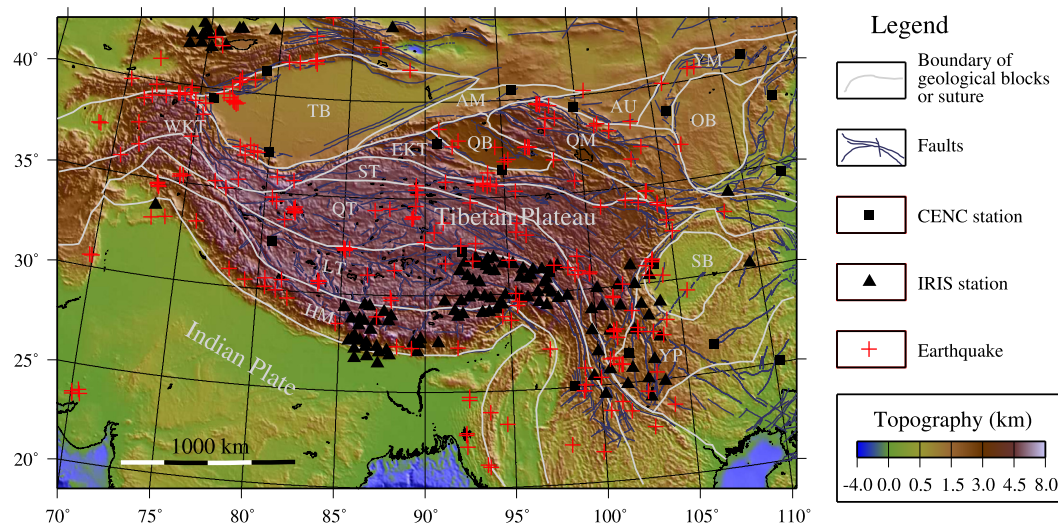 40°
35°
30°
25°
20°
70°
75°
80°
85°
90°
95°
100°
105°
110°
TB
AM
AU
YM
OB
WKT
EKT
QB
QM
ST
QT
Tibetan Plateau
LT
SB
HM
YP
Indian Plate
1000 km
Legend
Boundary of
geological blocks
or suture
Faults
CENC station
IRIS station
Earthquake
Topography (km)
-4.0 0.0 0.5 1.5 3.0 4.5 8.0